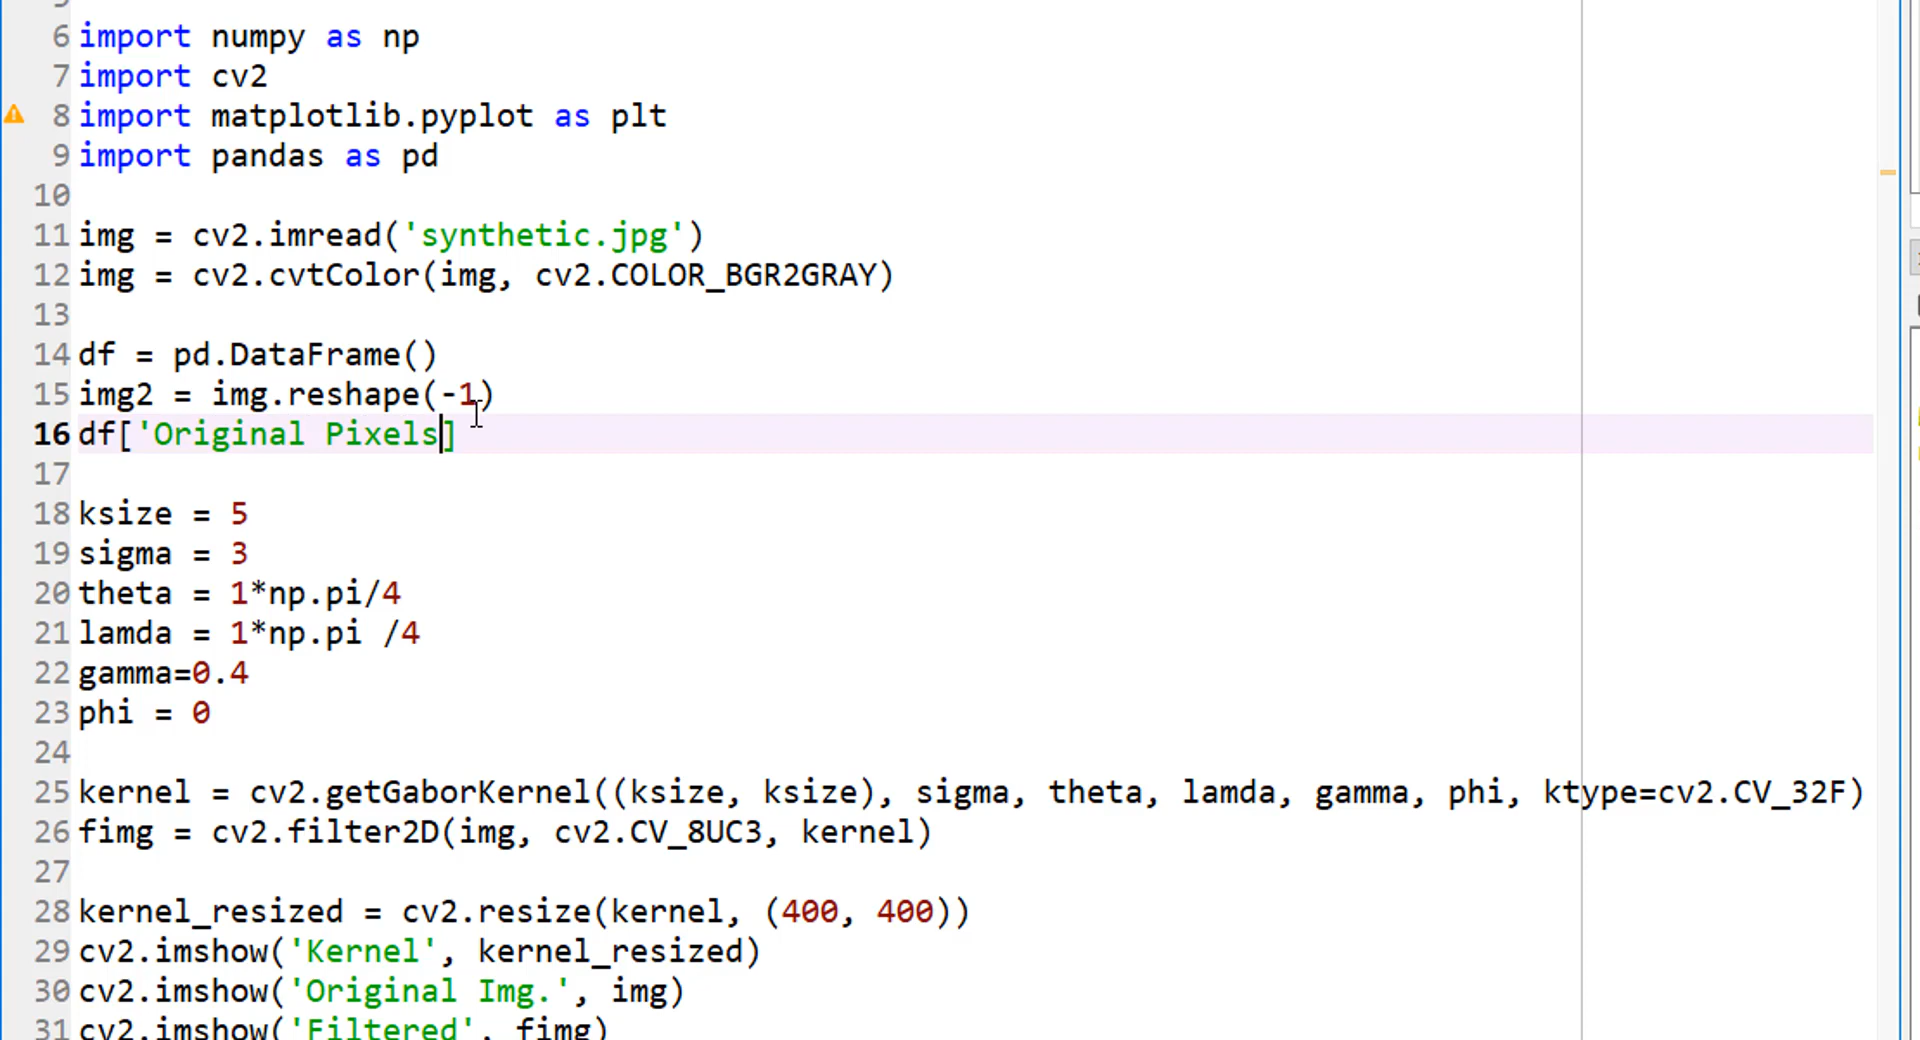 6 import numpy as np
7 import cv2
8 import matplotlib.pyplot as plt
9 import pandas as pd
10
11 img = cv2.imread('synthetic.jpg')
12 img = cv2.cvtColor(img, cv2.COLOR_BGR2GRAY)
13
14 df = pd.DataFrame()
15 img2 = img.reshape(-1)
16 df['Original Pixels]
17
18 ksize = 5
19 sigma = 3
20 theta = 1*np.pi/4
21 lamda = 1*np.pi /4
22 gamma=0.4
23 phi = 0
24
25 kernel = cv2.getGaborKernel((ksize, ksize), sigma, theta, lamda, gamma, phi, ktype=cv2.CV_32F)
26 fimg = cv2.filter2D(img, cv2.CV_8UC3, kernel)
27
28 kernel_resized = cv2.resize(kernel, (400, 400))
29 cv2.imshow('Kernel', kernel_resized)
30 cv2.imshow('Original Img.', img)
31 cv2.imshow('Filtered', fimg)